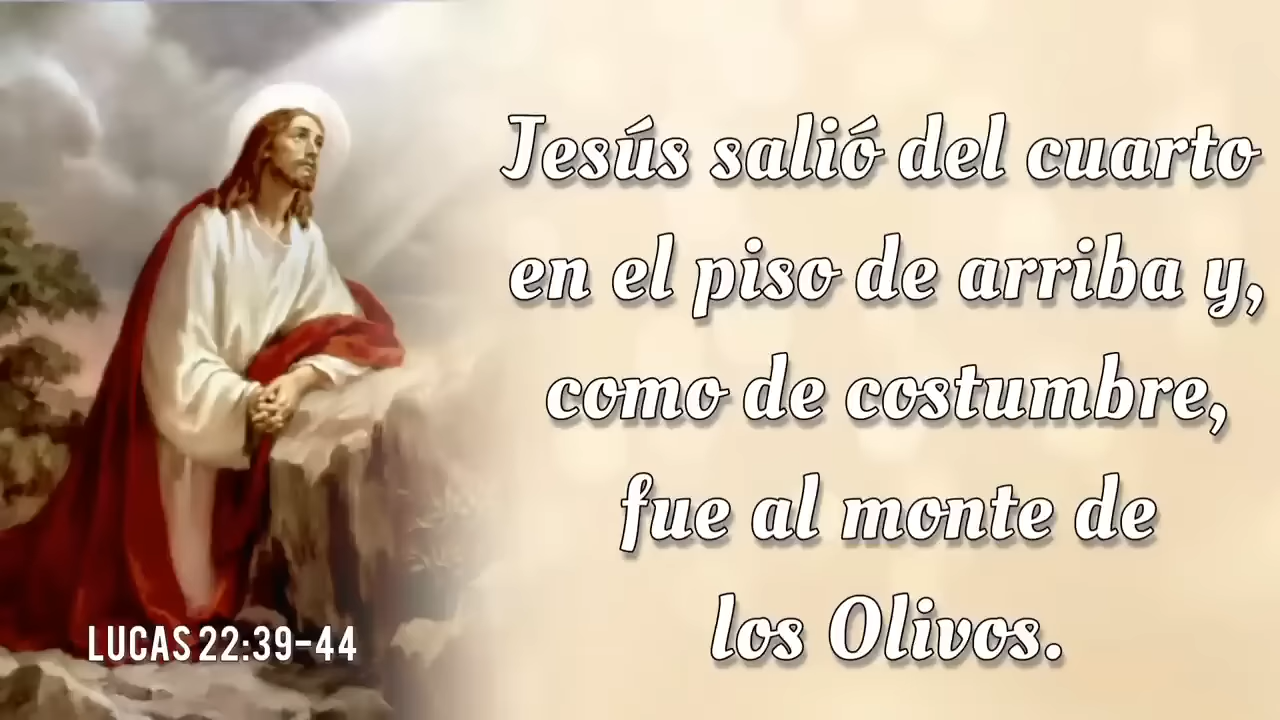 Jesús salió del cuarto
en el piso de arriba y,
como de costumbre,
fue al monte de
los Olivos.
LUCAS 22:39-44